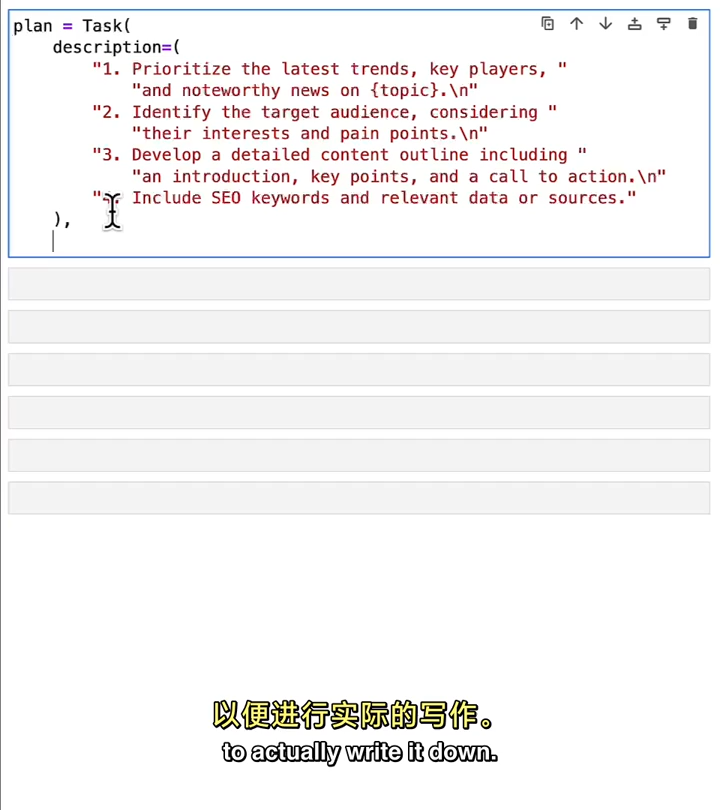 plan = Task(
    description=(
        "1. Prioritize the latest trends, key players, "
            "and noteworthy news on {topic}.\n"
        "2. Identify the target audience, considering "
            "their interests and pain points.\n"
        "3. Develop a detailed content outline including "
            "an introduction, key points, and a call to action.\n"
        " Include SEO keywords and relevant data or sources."
    ),
以便进行实际的写作。
to actually write it down.